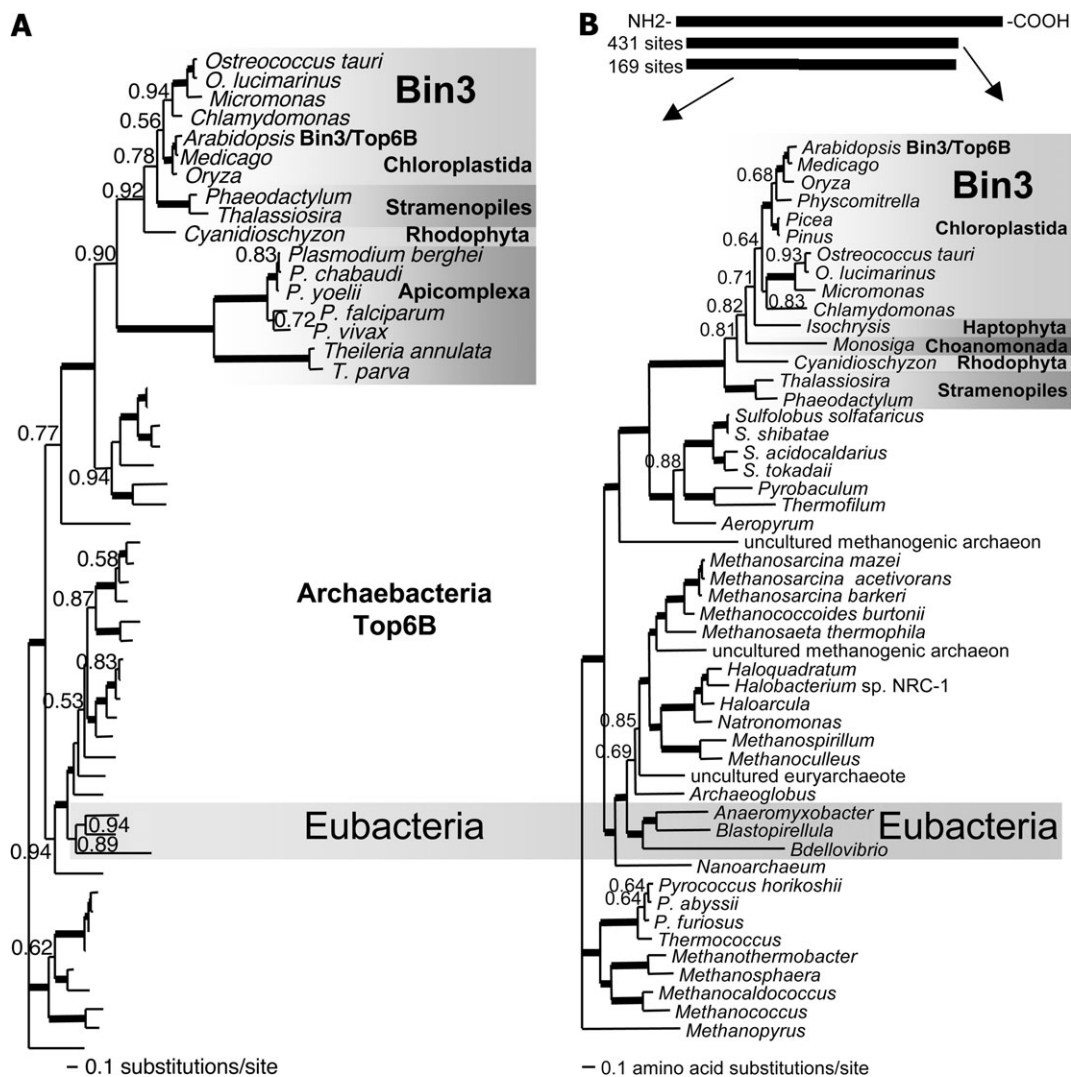 A
Ostreococcus tauri
O. lucimarinus
0.94
Micromonas
Bin3
Chlamydomonas
0.56
Arabidopsis Bin3/Top6B
0.78
Medicago
Chloroplastida
Oryza
0.92
Phaeodactylum
Stramenopiles
Thalassiosira
Cyanidioschyzon
Rhodophyta
0.90
0.83
Plasmodium berghei
P. chabaudi
P. yoelii
Apicomplexa
P. falciparum
0.72
P. vivax
Theileria annulata
T. parva
0.77
0.94
0.58
0.87
Archaebacteria
Top6B
0.83
0.53
Eubacteria
0.94
0.89
0.94
0.62
0.1 substitutions/site
B
NH2- -COOH
431 sites
169 sites
Arabidopsis Bin3/Top6B
Medicago
0.68
Oryza
Bin3
Physcomitrella
Picea
Chloroplastida
Pinus
0.64
0.93
Ostreococcus tauri
O. lucimarinus
0.71
Micromonas
0.83
Chlamydomonas
0.82
Isochrysis
Haptophyta
0.81
Monosiga
Choanomonada
Cyanidioschyzon
Rhodophyta
Thalassiosira
Stramenopiles
Phaeodactylum
Sulfolobus solfataricus
S. shibatae
S. acidocaldarius
0.88
S. tokadaii
Pyrobaculum
Thermofilum
Aeropyrum
uncultured methanogenic archaeon
Methanosarcina mazei
Methanosarcina acetivorans
Methanosarcina barkeri
Methanococcoides burtonii
Methanosaeta thermophila
uncultured methanogenic archaeon
Haloquadratum
Halobacterium sp. NRC-1
Haloarcula
0.85
Natronomonas
0.69
Methanospirillum
Methanoculleus
uncultured euryarchaeote
Archaeoglobus
Anaeromyxobacter
Blastopirellula
Eubacteria
Bdellovibrio
Nanoarchaeum
0.64
Pyrococcus horikoshii
0.64
P. abyssii
P. furiosus
Thermococcus
Methanothermobacter
Methanosphaera
Methanocaldococcus
Methanococcus
Methanopyrus
0.1 amino acid substitutions/site